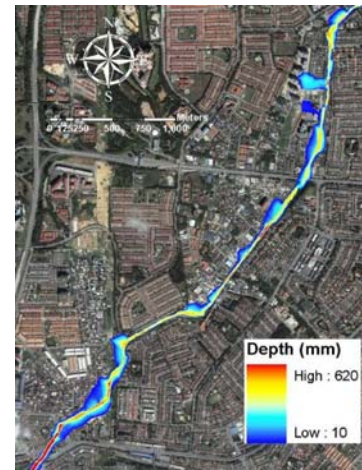 N
W E
S
Meters
0 125250 500 750 1,000
Depth (mm)
High : 620
Low : 10